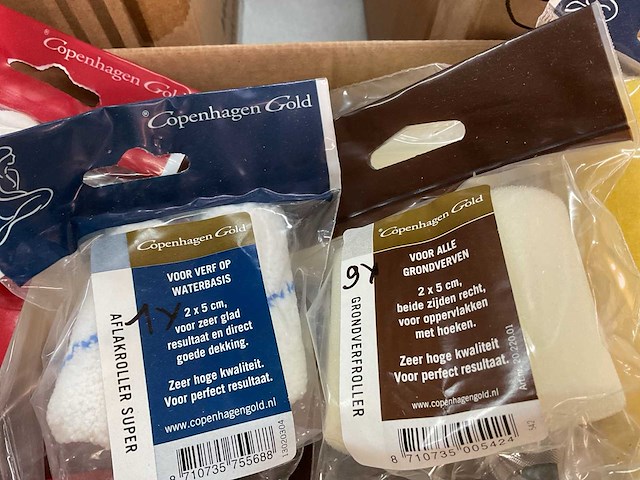 Copenhagen Gold
® Copenhagen Gold
Copenhagen Gold
VOOR VERF OP
WATERBASIS
2 x 5 cm,
voor zeer glad
resultaat en direct
goede dekking.
Zeer hoge kwaliteit.
Voor perfect resultaat.
www.copenhagengold.nl
AFLAKROLLER SUPER
1x
8 710735 755688
13020304
Copenhagen Gold
VOOR ALLE
GRONDVERVEN
2 x 5 cm,
beide zijden recht,
voor oppervlakken
met hoeken.
Zeer hoge kwaliteit
Voor perfect resultaat.
www.copenhagengold.nl
GRONDVERFROLLER
9x
8 710735 005424